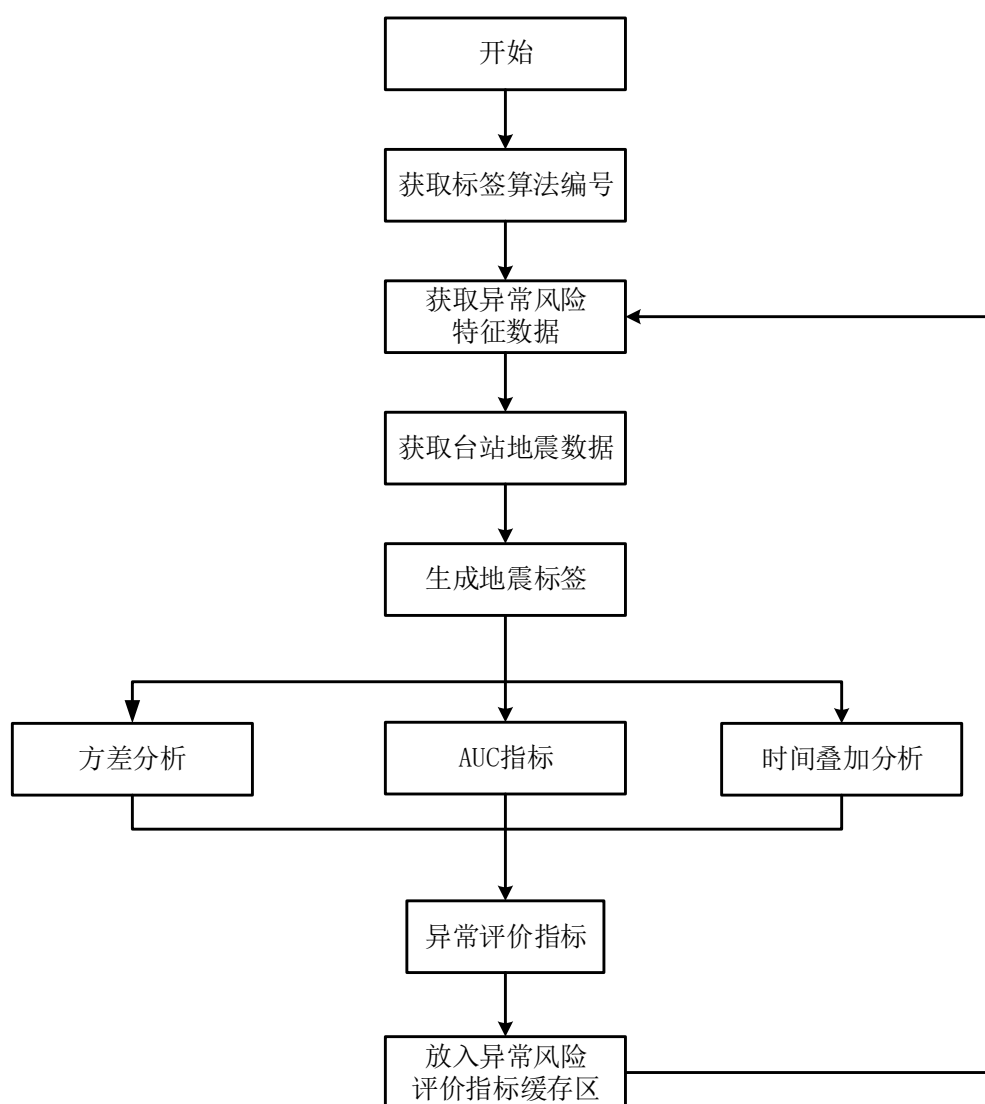 开始
获取标签算法编号
获取异常风险
特征数据
获取台站地震数据
生成地震标签
方差分析
AUC指标
时间叠加分析
异常评价指标
放入异常风险
评价指标缓存区